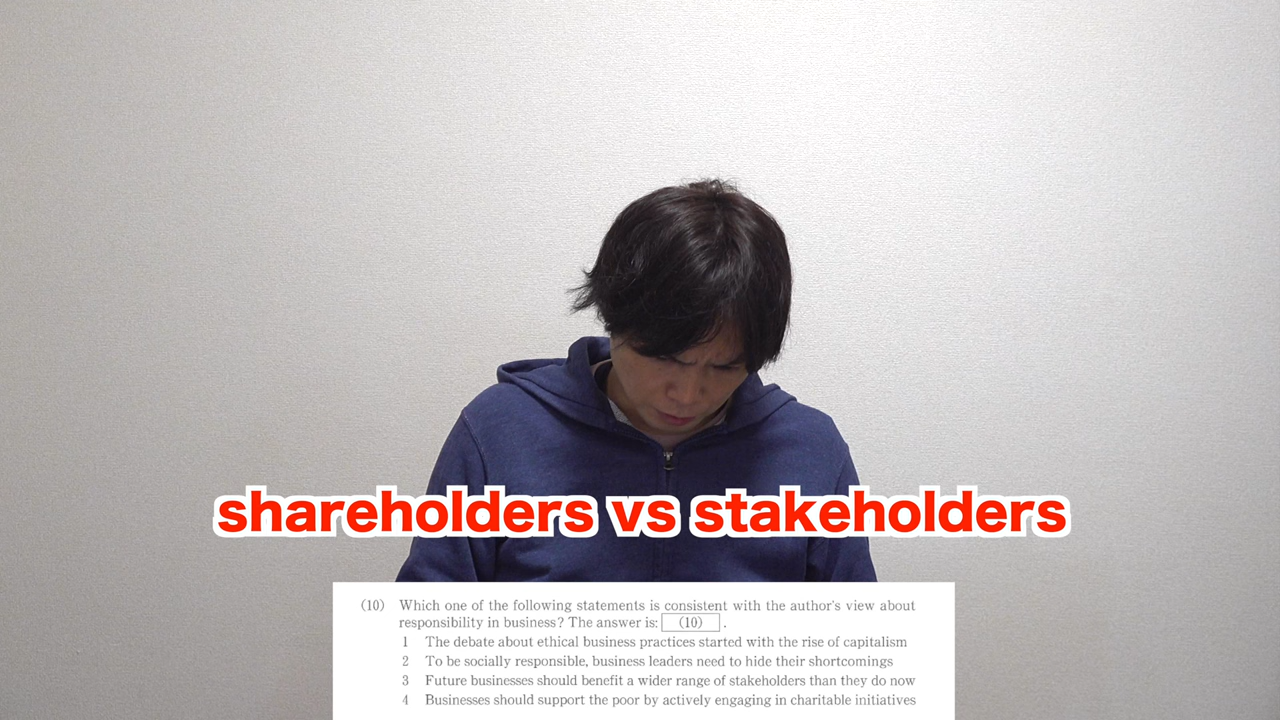 shareholders vs stakeholders
(10) Which one of the following statements is consistent with the author's view about
responsibility in business? The answer is: (10) .
1 The debate about ethical business practices started with the rise of capitalism
2 To be socially responsible, business leaders need to hide their shortcomings
3 Future businesses should benefit a wider range of stakeholders than they do now
4 Businesses should support the poor by actively engaging in charitable initiatives